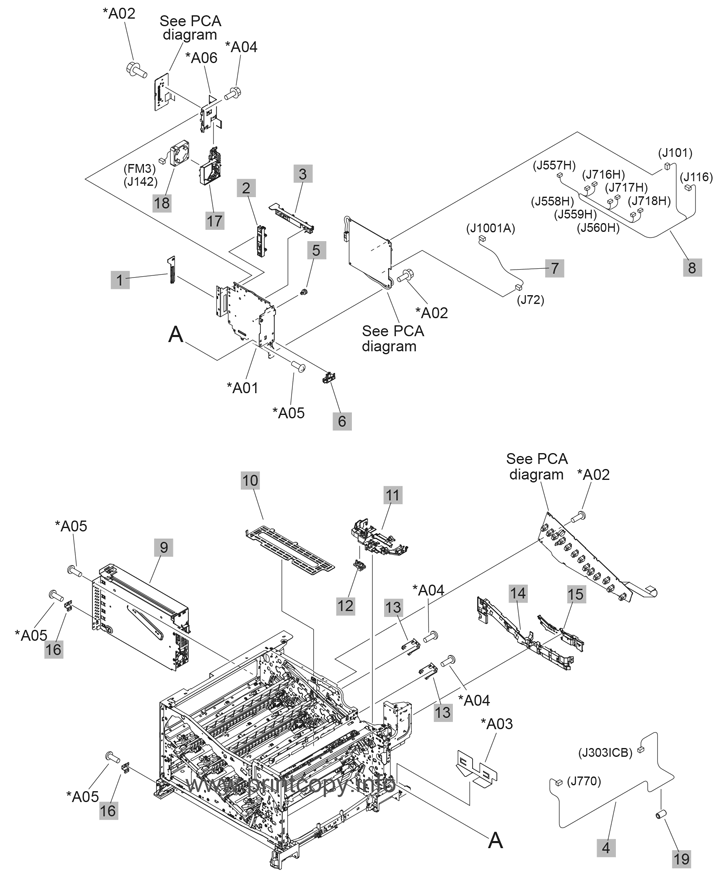 *A02
See PCA
diagram
*A04
*A06
(FM3)
(J142)
18
17
2
3
5
1
A
*A01
*A05
6
(J101)
(J557H)
(J716H)
(J116)
(J717H)
(J558H)
(J718H)
(J559H)
(J560H)
(J1001A)
7
8
(J72)
*A02
See PCA
diagram
10
11
See PCA
diagram
*A02
*A05
9
12
13
*A04
14
15
*A05
16
13
*A04
*A03
(J303ICB)
*A05
16
www.printcopy.info
(J770)
A
4
19